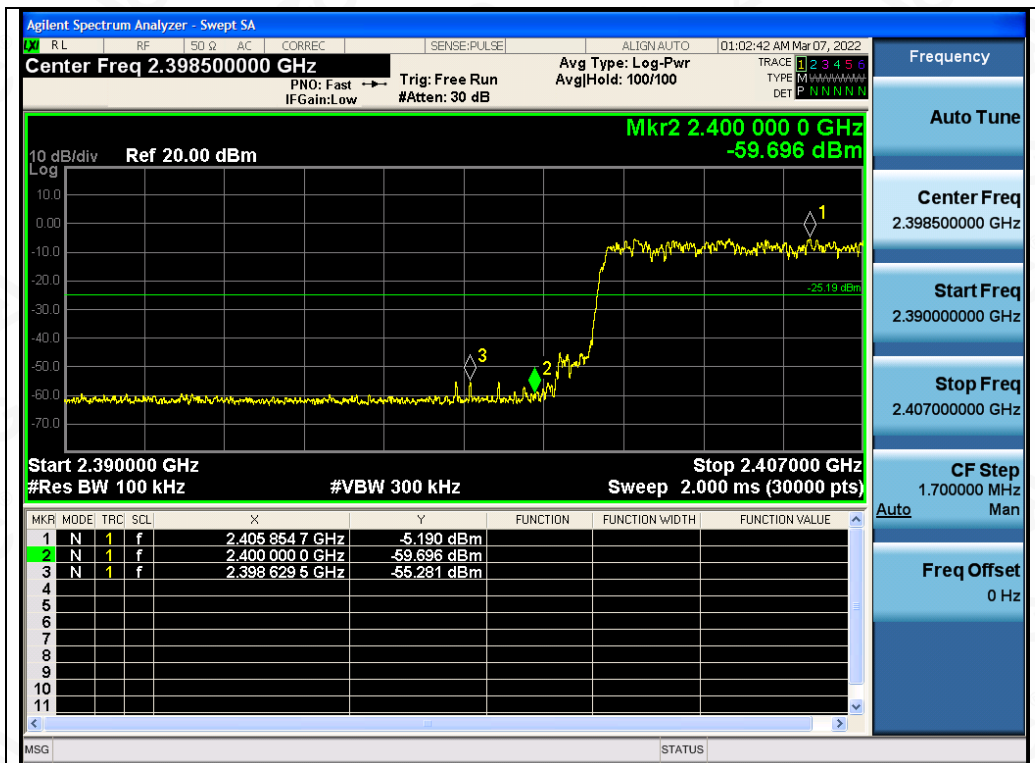 Agilent Spectrum Analyzer - Swept SA
LXI RL RF 50 Ω AC CORREC SENSE:PULSE ALIGN AUTO 01:02:42 AM Mar 07, 2022
Center Freq 2.398500000 GHz
PNO: Fast
IFGain:Low
Trig: Free Run
#Atten: 30 dB
Avg Type: Log-Pwr
Avg|Hold: 100/100
TRACE 1 2 3 4 5 6
TYPE M
DET P N N N N N
Mkr2 2.400 000 0 GHz
-59.696 dBm
10 dB/div Ref 20.00 dBm
Log
10.0
0.00
-10.0
-20.0
-30.0
-40.0
-50.0
-60.0
-70.0
1
-25.19 dBm
3
2
Start 2.390000 GHz Stop 2.407000 GHz
#Res BW 100 kHz #VBW 300 kHz Sweep 2.000 ms (30000 pts)
MKR MODE TRC SCL X Y FUNCTION FUNCTION WIDTH FUNCTION VALUE
1 N 1 f 2.405 854 7 GHz -5.190 dBm
2 N 1 f 2.400 000 0 GHz -59.696 dBm
3 N 1 f 2.398 629 5 GHz -55.281 dBm
4
5
6
7
8
9
10
11
MSG STATUS
Frequency
Auto Tune
Center Freq
2.398500000 GHz
Start Freq
2.390000000 GHz
Stop Freq
2.407000000 GHz
CF Step
1.700000 MHz
Auto Man
Freq Offset
0 Hz